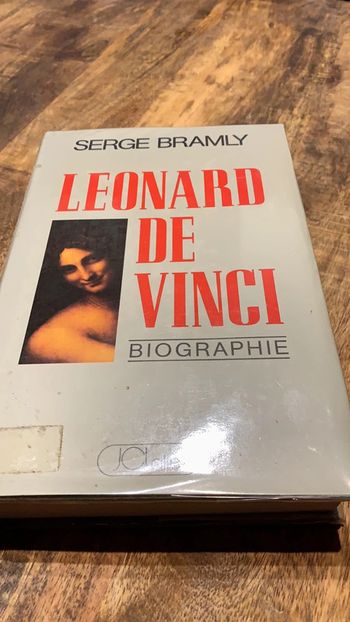 SERGE BRAMLY
LEONARD
DE
VINCI
BIOGRAPHIE